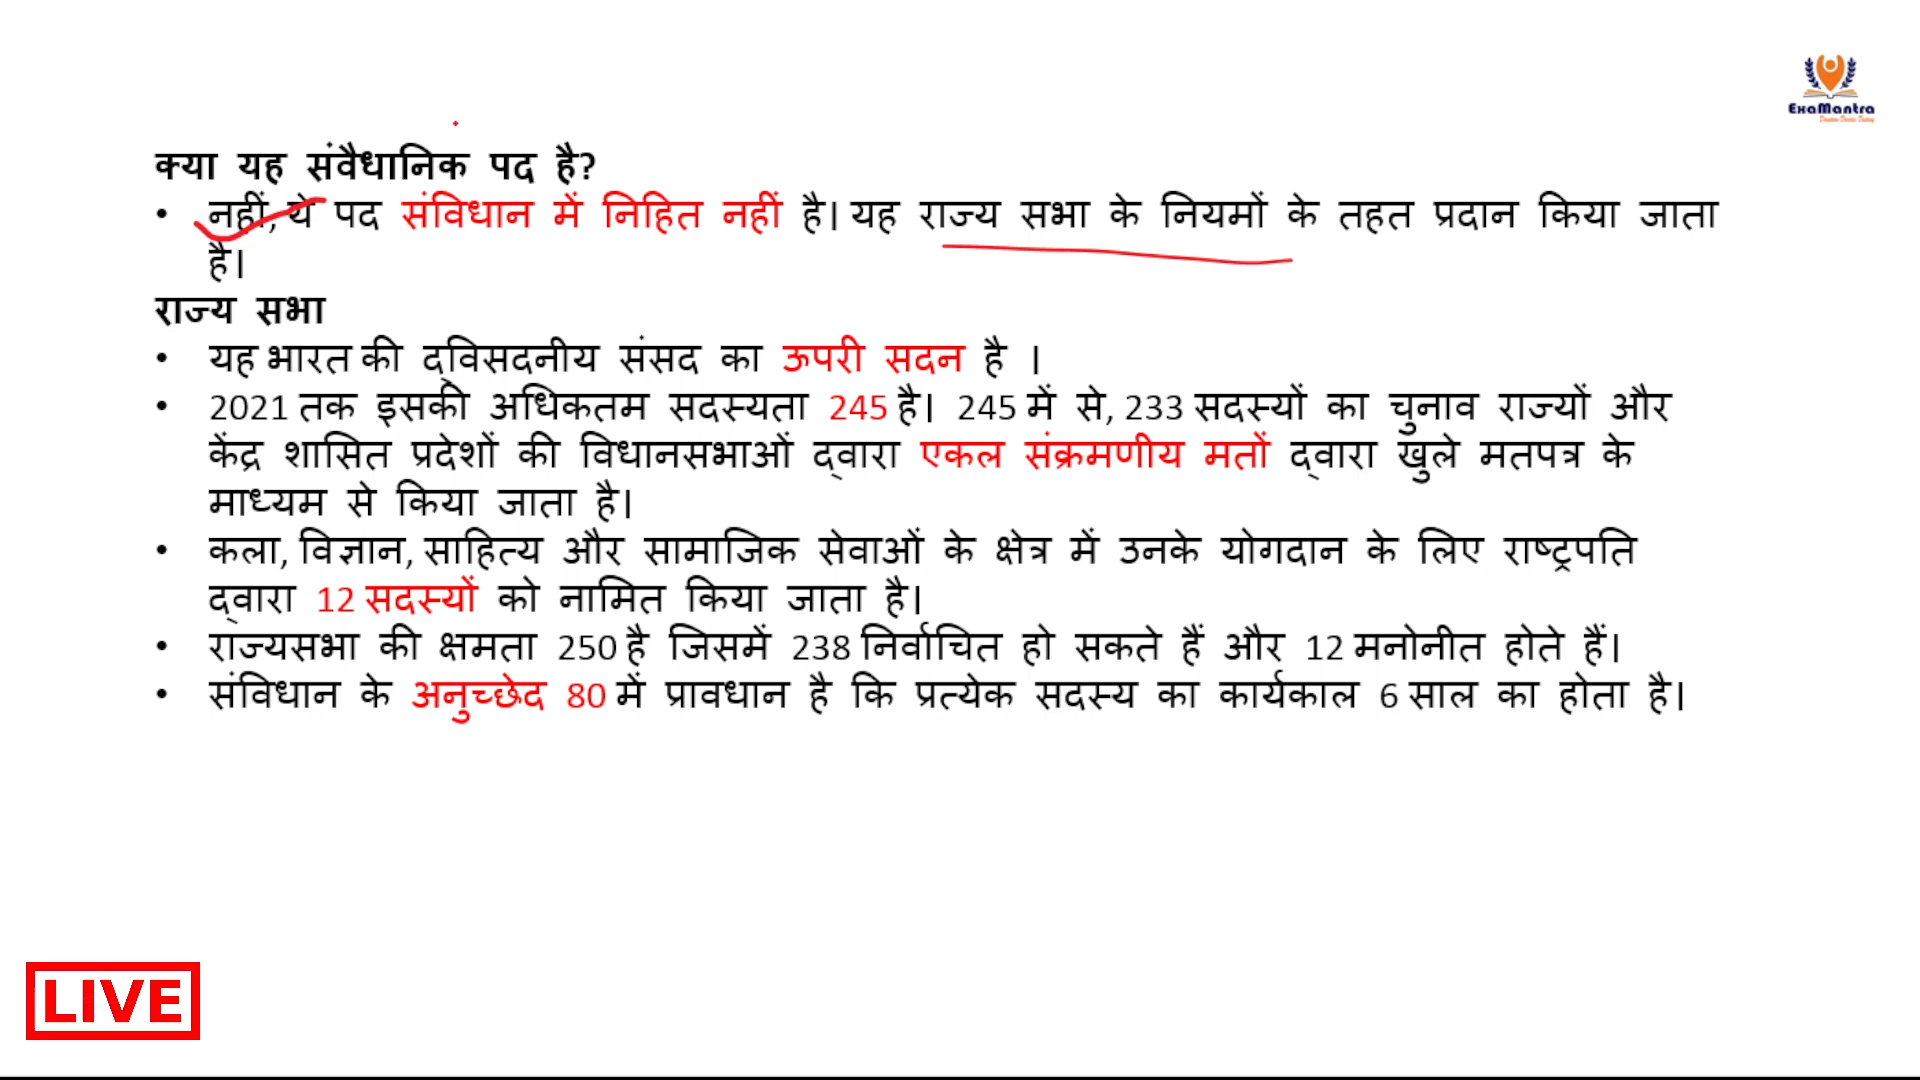 ExaMantra
क्या यह संवैधानिक पद है?
• नहीं, ये पद संविधान में निहित नहीं है। यह राज्य सभा के नियमों के तहत प्रदान किया जाता
है।
राज्य सभा
• यह भारत की द्विसदनीय संसद का ऊपरी सदन है ।
• 2021 तक इसकी अधिकतम सदस्यता 245 है। 245 में से, 233 सदस्यों का चुनाव राज्यों और
केंद्र शासित प्रदेशों की विधानसभाओं द्वारा एकल संक्रमणीय मतों द्वारा खुले मतपत्र के
माध्यम से किया जाता है।
• कला, विज्ञान, साहित्य और सामाजिक सेवाओं के क्षेत्र में उनके योगदान के लिए राष्ट्रपति
द्वारा 12 सदस्यों को नामित किया जाता है।
• राज्यसभा की क्षमता 250 है जिसमें 238 निर्वाचित हो सकते हैं और 12 मनोनीत होते हैं।
• संविधान के अनुच्छेद 80 में प्रावधान है कि प्रत्येक सदस्य का कार्यकाल 6 साल का होता है।
LIVE